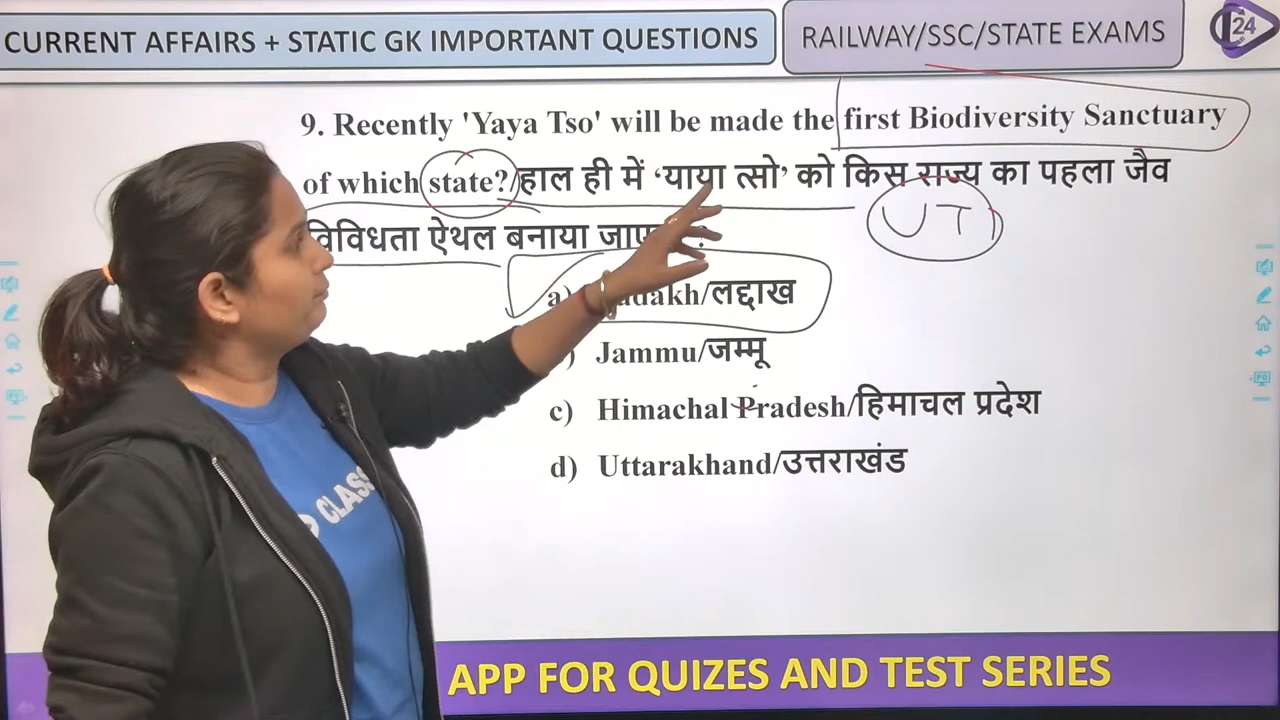 CURRENT AFFAIRS + STATIC GK IMPORTANT QUESTIONS
RAILWAY/SSC/STATE EXAMS
24
9. Recently 'Yaya Tso' will be made the first Biodiversity Sanctuary
of which state?/हाल ही में ‘याया त्सो’ को किस राज्य का पहला जैव
विविधता ऐथल बनाया
UT
a) /लद्दाख
) Jammu/जम्मू
c) Himachal Pradesh/हिमाचल प्रदेश
d) Uttarakhand/उत्तराखंड
CLASS
APP FOR QUIZES AND TEST SERIES